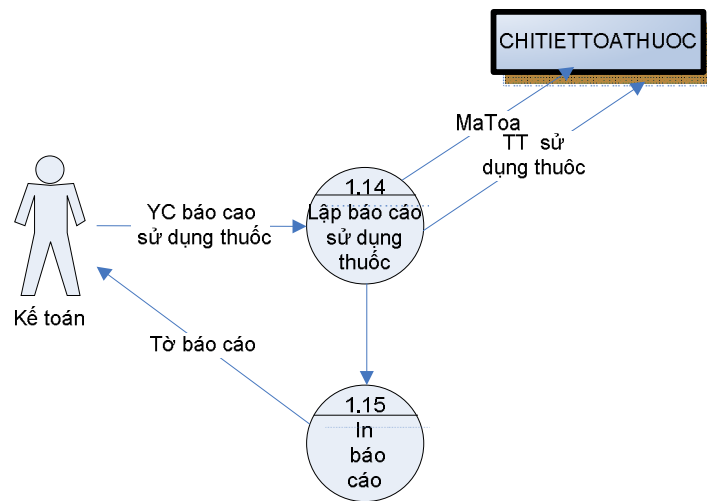 CHITIETTOATHUOC
MaToa
TT sử
dụng thuôc
1.14
Lập báo cáo
sử dụng
thuốc
YC báo cao
sử dụng thuốc
Kế toán
Tờ báo cáo
1.15
In
báo
cáo